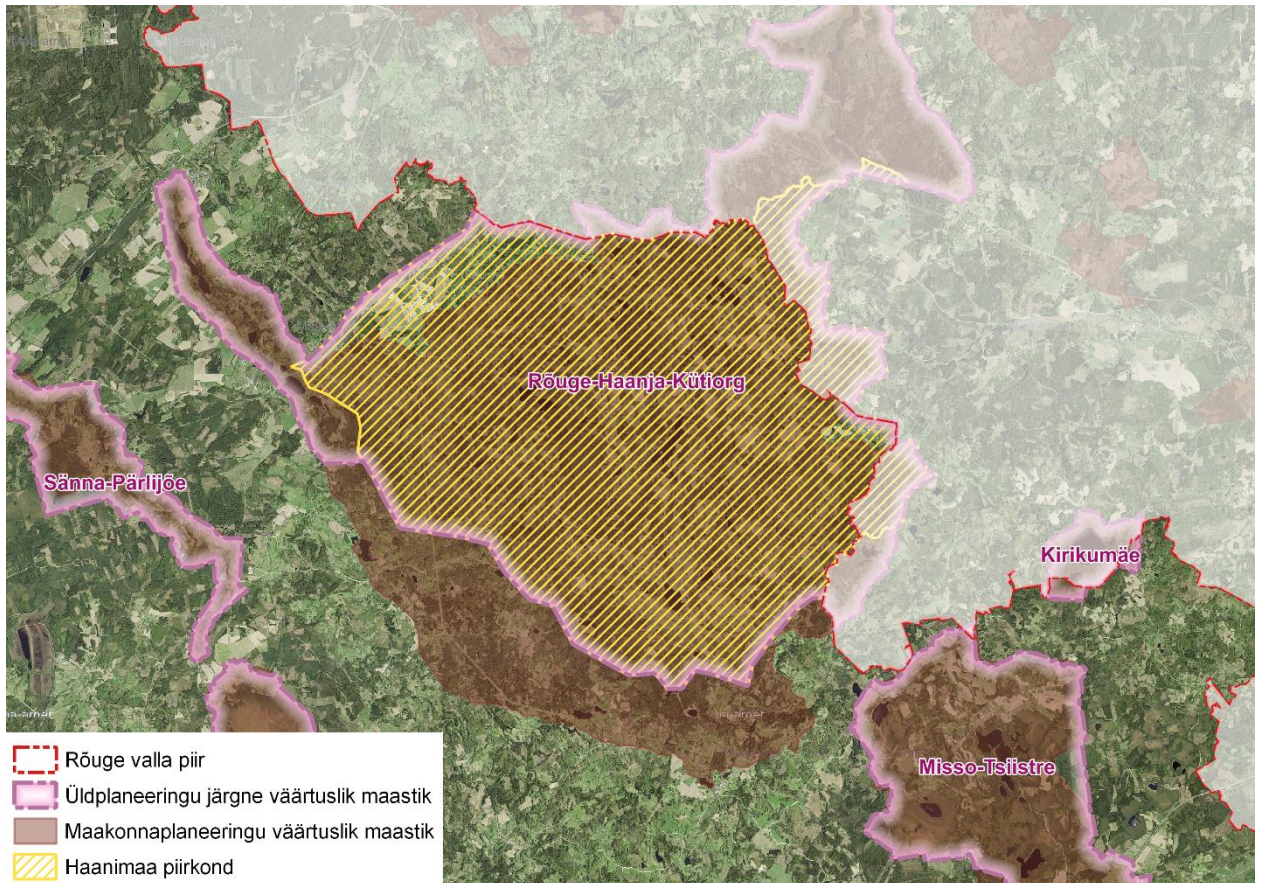 Rõuge-Haanja-Kütiorg
Sänna-Pärlijõe
Kirikumäe
Misso-Tsiistre
Rõuge valla piir
Üldplaneeringu järgne väärtuslik maastik
Maakonnaplaneeringu väärtuslik maastik
Haanimaa piirkond